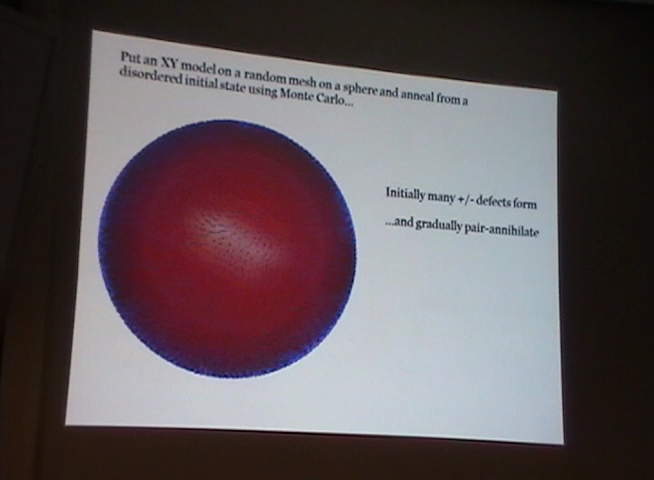 Put an XY model on a random mesh on a sphere and anneal from a
disordered initial state using Monte Carlo...
Initially many +/- defects form
...and gradually pair-annihilate